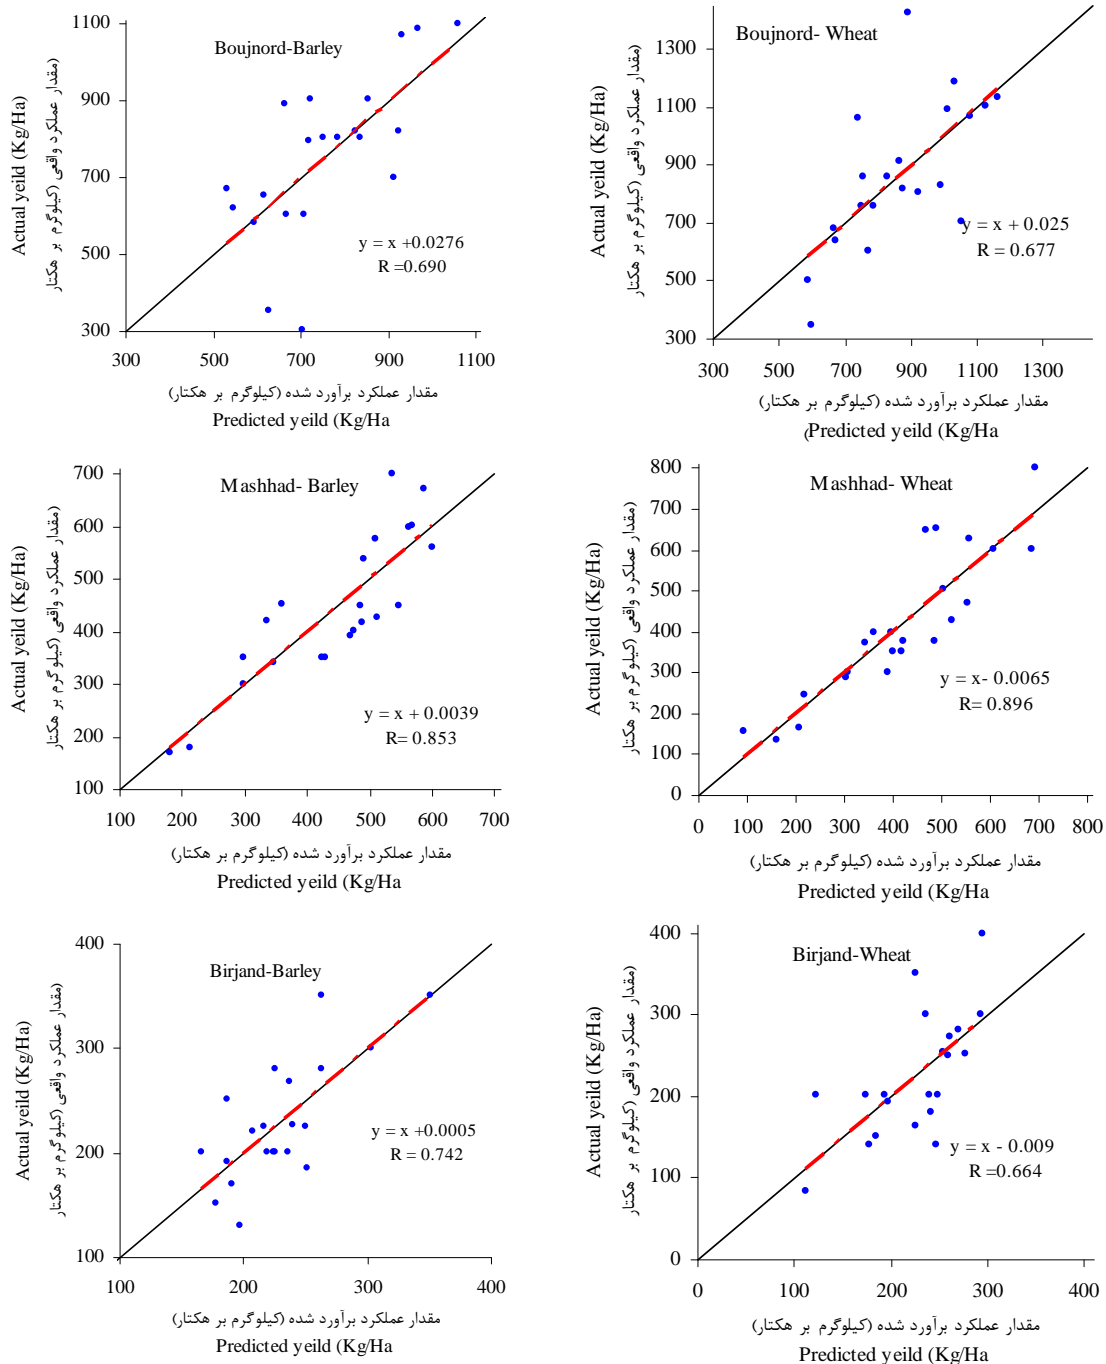 Boujnord-Barley
1100
900
700
500
300
300 500 700 900 1100
y = x +0.0276
R =0.690
Actual yeild (Kg/Ha)
مقدار عملکرد واقعی (کیلوگرم بر هکتار)
مقدار عملکرد برآورد شده (کیلوگرم بر هکتار)
Predicted yeild (Kg/Ha
Boujnord- Wheat
1300
1100
900
700
500
300
300 500 700 900 1100 1300
y = x + 0.025
R = 0.677
Actual yeild (Kg/Ha)
مقدار عملکرد واقعی (کیلوگرم بر هکتار)
مقدار عملکرد برآورد شده (کیلوگرم بر هکتار)
(Predicted yeild (Kg/Ha
Mashhad- Barley
700
600
500
400
300
200
100
100 200 300 400 500 600 700
y = x + 0.0039
R= 0.853
Actual yeild (Kg/Ha)
مقدار عملکرد واقعی (کیلوگرم بر هکتار)
مقدار عملکرد برآورد شده (کیلوگرم بر هکتار)
Predicted yeild (Kg/Ha
Mashhad- Wheat
800
700
600
500
400
300
200
100
0
0 100 200 300 400 500 600 700 800
y = x- 0.0065
R= 0.896
Actual yeild (Kg/Ha)
مقدار عملکرد واقعی (کیلوگرم بر هکتار)
مقدار عملکرد برآورد شده (کیلوگرم بر هکتار)
Predicted yeild (Kg/Ha
Birjand-Barley
400
300
200
100
100 200 300 400
y = x +0.0005
R = 0.742
Actual yeild (Kg/Ha)
مقدار عملکرد واقعی (کیلوگرم بر هکتار)
مقدار عملکرد برآورد شده (کیلوگرم بر هکتار)
Predicted yeild (Kg/Ha
Birjand-Wheat
400
300
200
100
0
0 100 200 300 400
y = x - 0.009
R =0.664
Actual yeild (Kg/Ha)
مقدار عملکرد واقعی (کیلوگرم بر هکتار)
مقدار عملکرد برآورد شده (کیلوگرم بر هکتار)
Predicted yeild (Kg/Ha